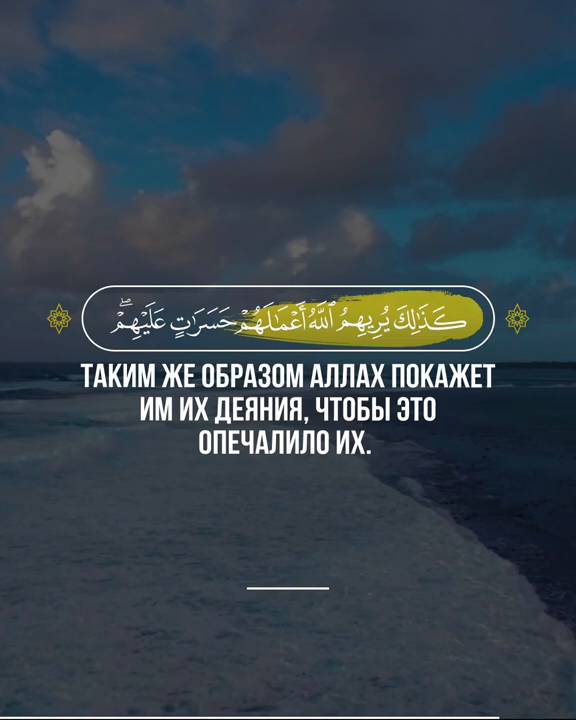 كَذَٰلِكَ يُرِيهِمُ ٱللَّهُ أَعْمَـٰلَهُمْ حَسَرَٰتٍ عَلَيْهِمْ ۖ
ТАКИМ ЖЕ ОБРАЗОМ АЛЛАХ ПОКАЖЕТ
ИМ ИХ ДЕЯНИЯ, ЧТОБЫ ЭТО
ОПЕЧАЛИЛО ИХ.